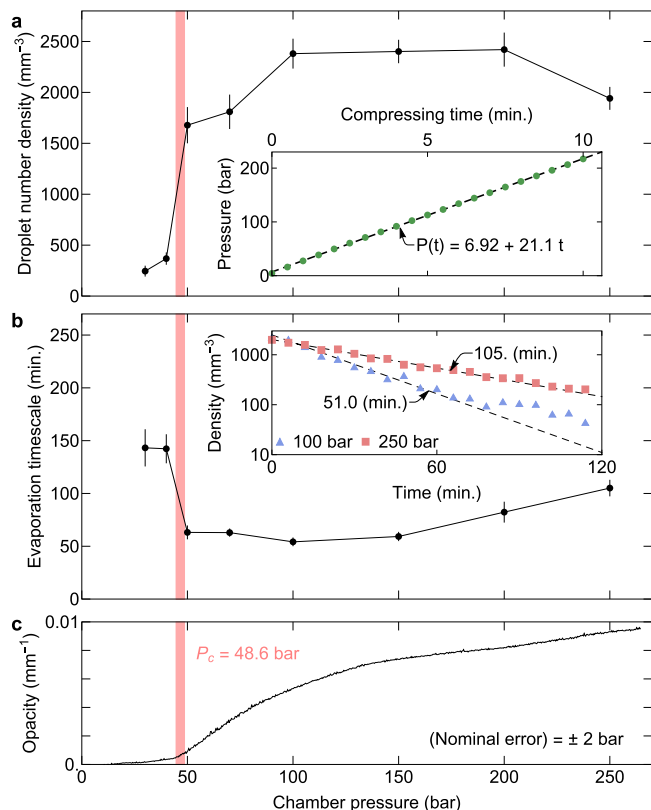 a
2500
2000
1500
1000
500
0
Droplet number density (mm⁻³)
Compressing time (min.)
0 5 10
200
100
0
Pressure (bar)
P(t) = 6.92 + 21.1 t
b
250
200
150
100
50
0
Evaporation timescale (min.)
1000
100
10
Density (mm⁻³)
105. (min.)
51.0 (min.)
100 bar 250 bar
0 60 120
Time (min.)
c
0.01
0.
Opacity (mm⁻¹)
P_c = 48.6 bar
(Nominal error) = ± 2 bar
0 50 100 150 200 250
Chamber pressure (bar)